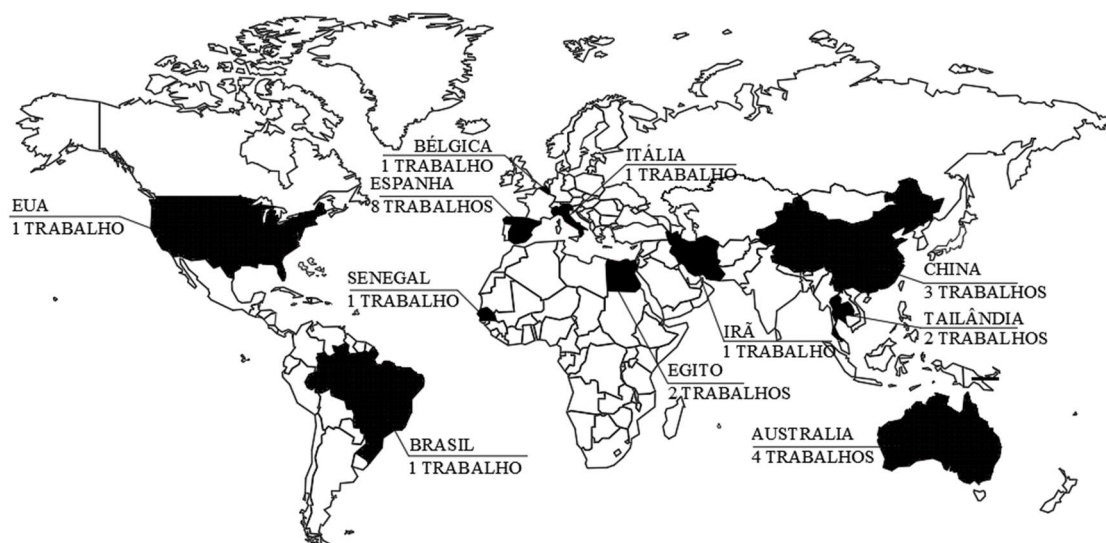 BÉLGICA
1 TRABALHO
ITÁLIA
1 TRABALHO
ESPANHA
8 TRABALHOS
EUA
1 TRABALHO
SENEGAL
1 TRABALHO
CHINA
3 TRABALHOS
TAILÂNDIA
2 TRABALHOS
IRÃ
1 TRABALHO
EGITO
2 TRABALHOS
BRASIL
1 TRABALHO
AUSTRALIA
4 TRABALHOS